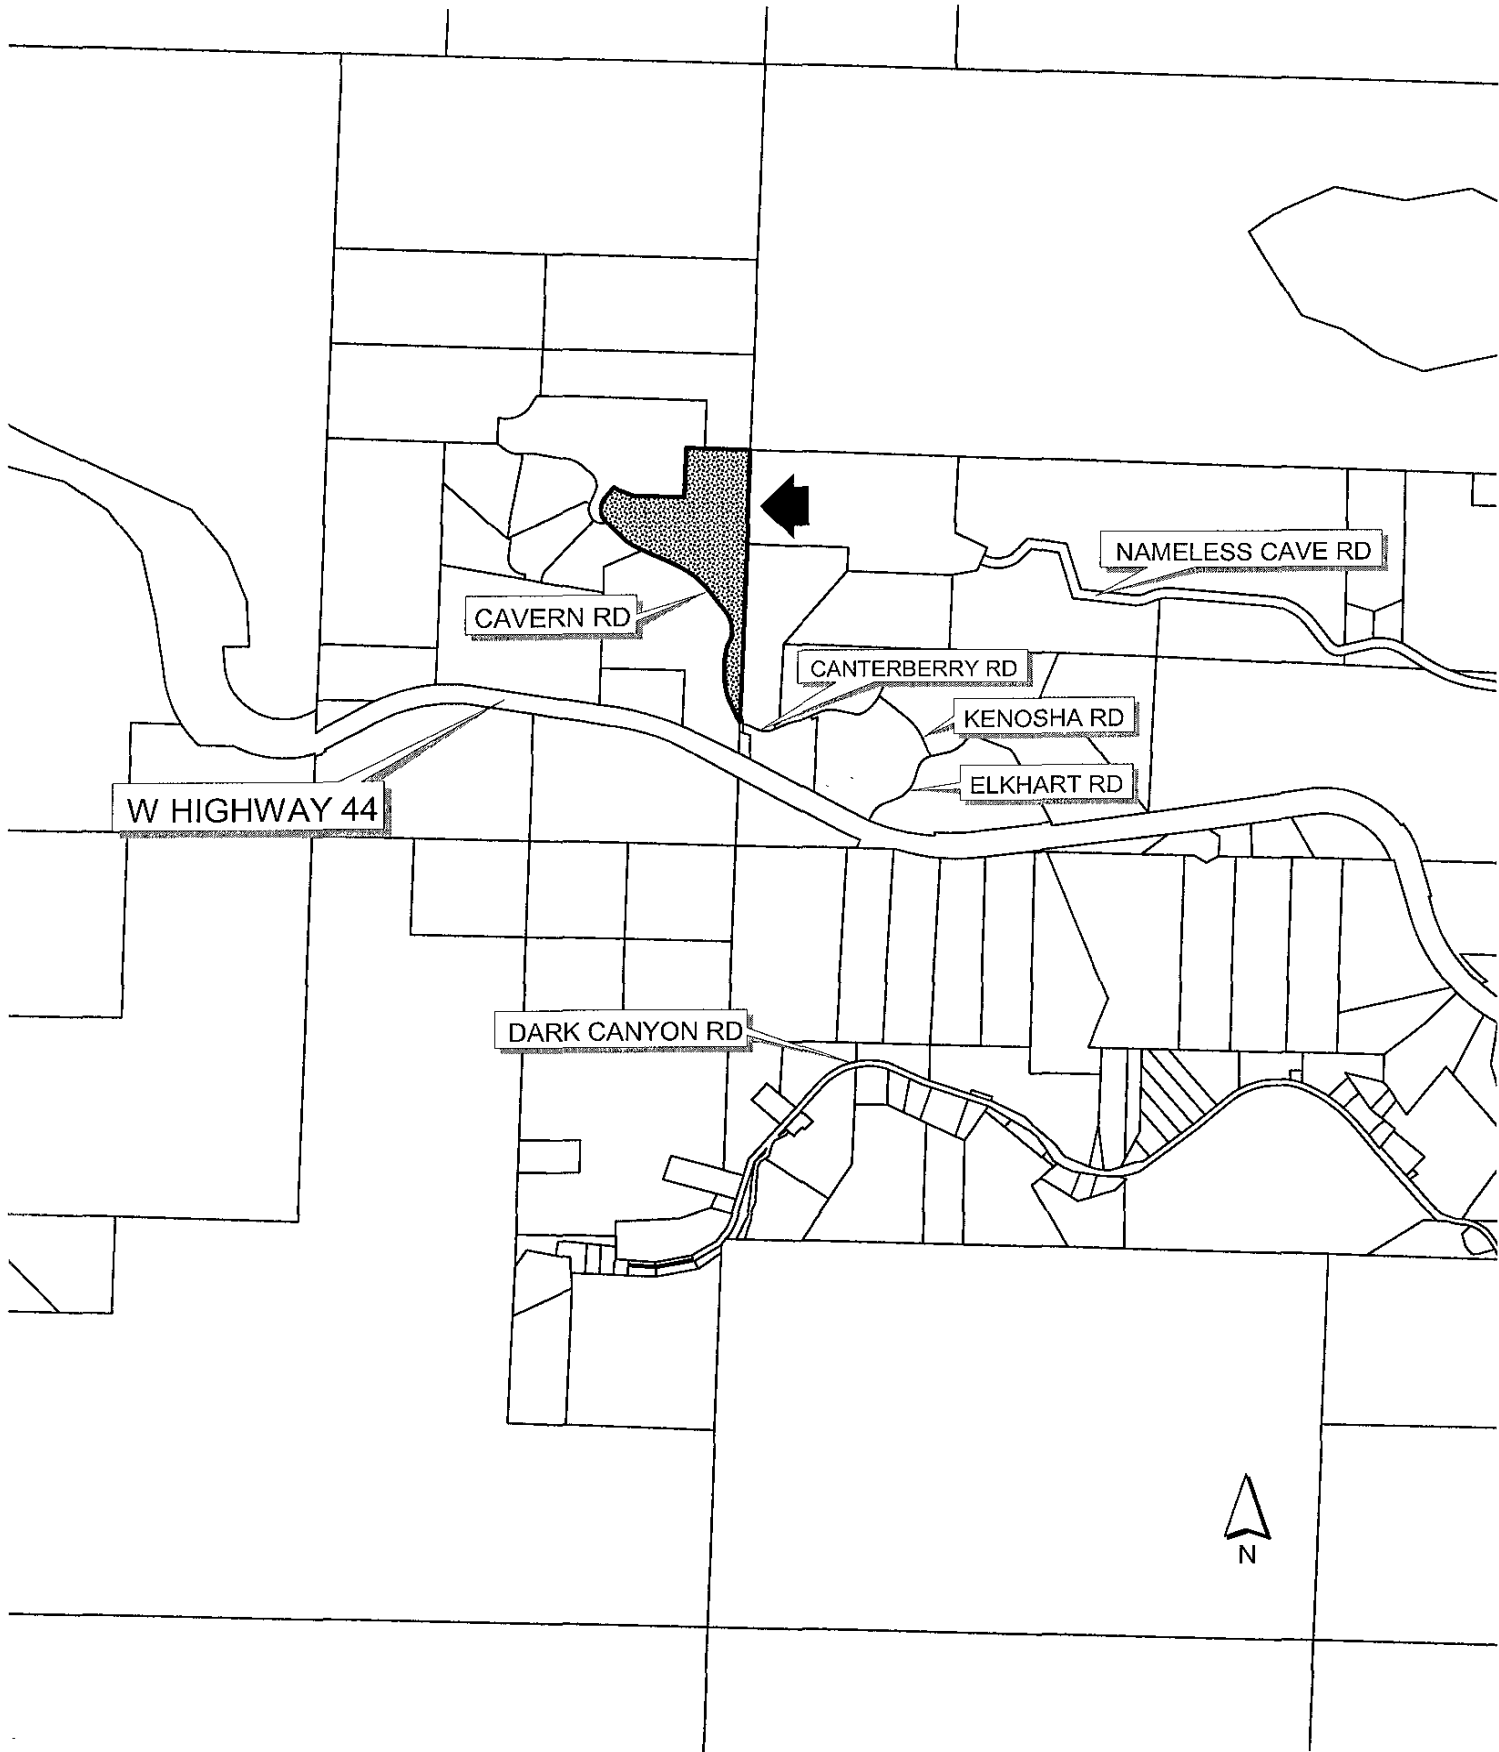 NAMELESS CAVE RD
CAVERN RD
CANTERBERRY RD
KENOSHA RD
ELKHART RD
W HIGHWAY 44
DARK CANYON RD
N